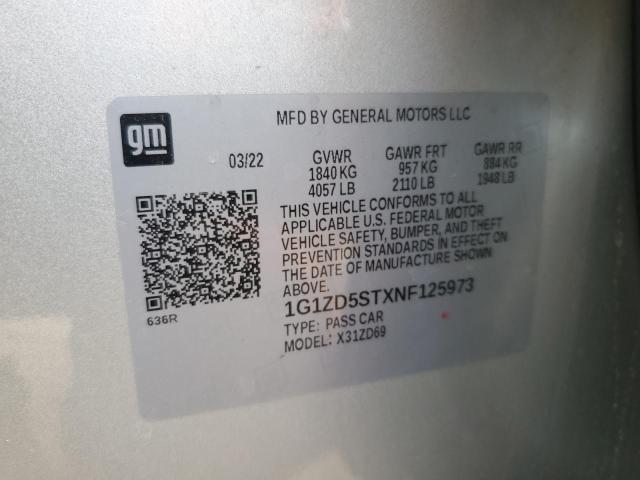 gm
MFD BY GENERAL MOTORS LLC
03/22 GVWR GAWR FRT GAWR RR
1840 KG 957 KG 884 KG
4057 LB 2110 LB 1948 LB
THIS VEHICLE CONFORMS TO ALL
APPLICABLE U.S. FEDERAL MOTOR
VEHICLE SAFETY, BUMPER, AND THEFT
PREVENTION STANDARDS IN EFFECT ON
THE DATE OF MANUFACTURE SHOWN
ABOVE.
1G1ZD5STXNF125973
TYPE: PASS CAR
MODEL: X31ZD69
636R